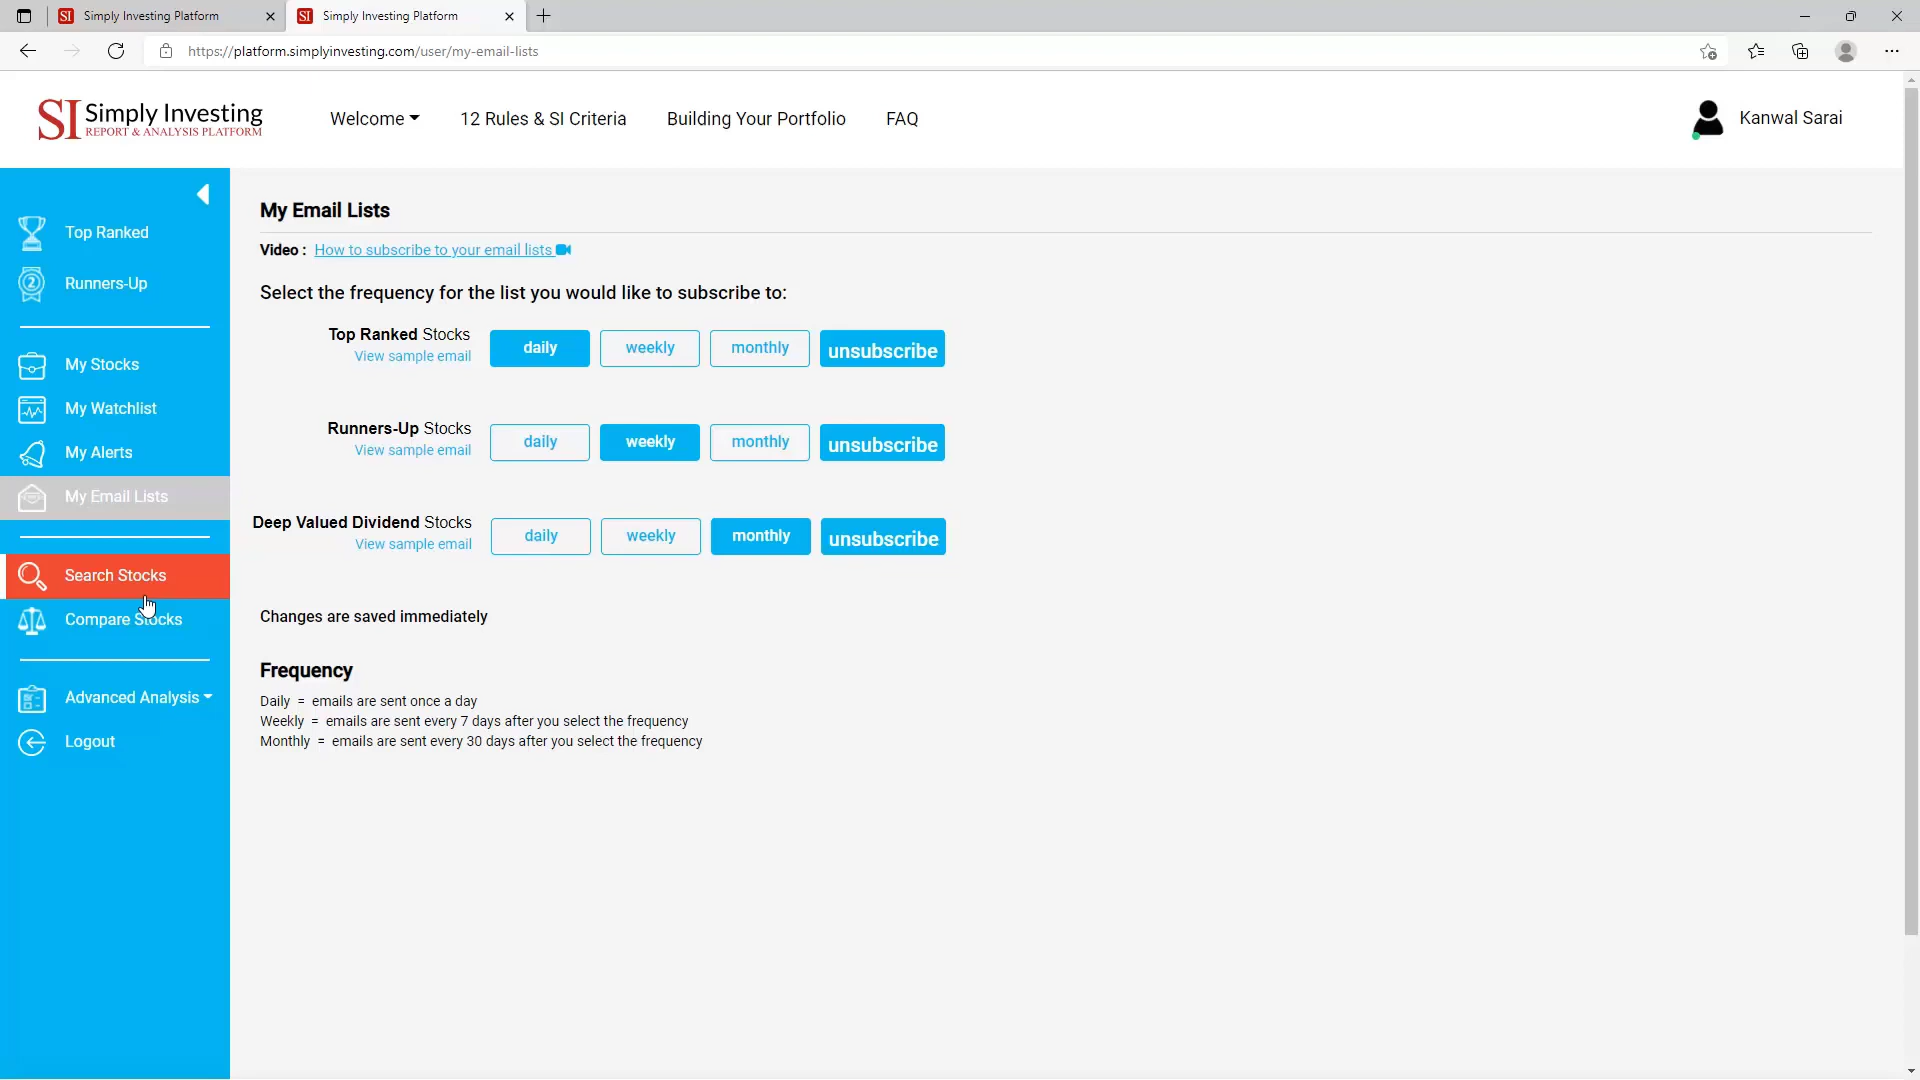 Simply Investing Platform
Simply Investing Platform
https://platform.simplyinvesting.com/user/my-email-lists
SI Simply Investing
REPORT & ANALYSIS PLATFORM
Welcome
12 Rules & SI Criteria
Building Your Portfolio
FAQ
Kanwal Sarai
Top Ranked
Runners-Up
My Stocks
My Watchlist
My Alerts
My Email Lists
Search Stocks
Compare Stocks
Advanced Analysis
Logout
My Email Lists
Video : How to subscribe to your email lists
Select the frequency for the list you would like to subscribe to:
Top Ranked Stocks
View sample email
daily weekly monthly unsubscribe
Runners-Up Stocks
View sample email
daily weekly monthly unsubscribe
Deep Valued Dividend Stocks
View sample email
daily weekly monthly unsubscribe
Changes are saved immediately
Frequency
Daily = emails are sent once a day
Weekly = emails are sent every 7 days after you select the frequency
Monthly = emails are sent every 30 days after you select the frequency